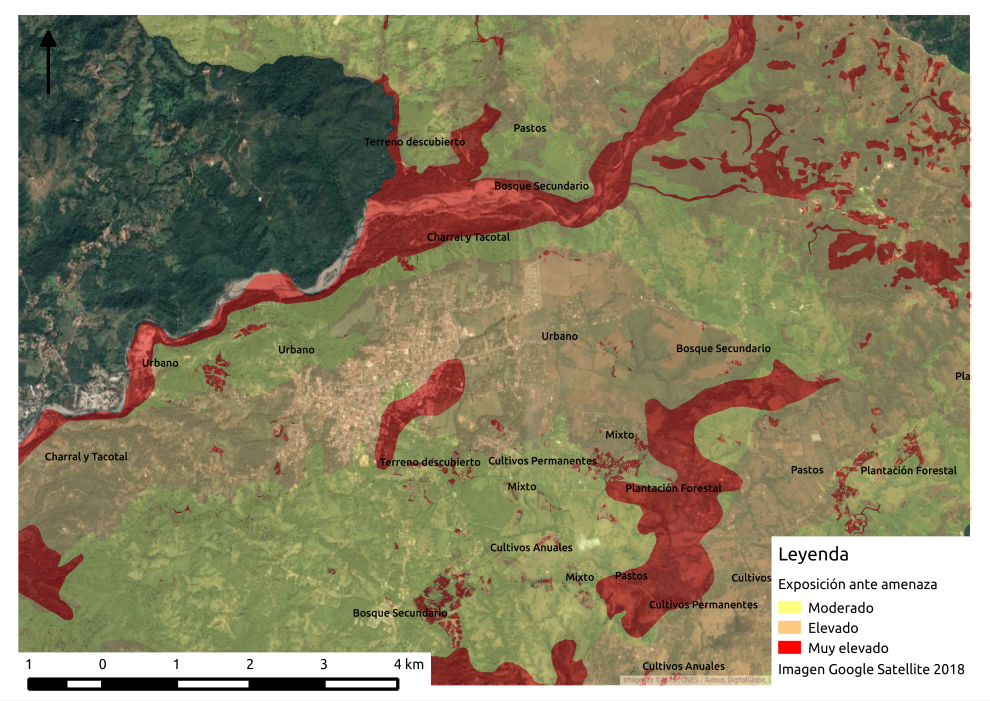 Pastos
Terreno descubierto
Bosque Secundario
Charral y Tacotal
Urbano
Urbano
Urbano
Bosque Secundario
Pla
Mixto
Charral y Tacotal
Terreno descubierto
Cultivos Permanentes
Pastos
Plantación Forestal
Mixto
Plantación Forestal
Cultivos Anuales
Mixto
Pastos
Cultivos
Cultivos Permanentes
Bosque Secundario
Cultivos Anuales
Leyenda
Exposición ante amenaza
Moderado
Elevado
Muy elevado
Imagen Google Satellite 2018
1 0 1 2 3 4 km